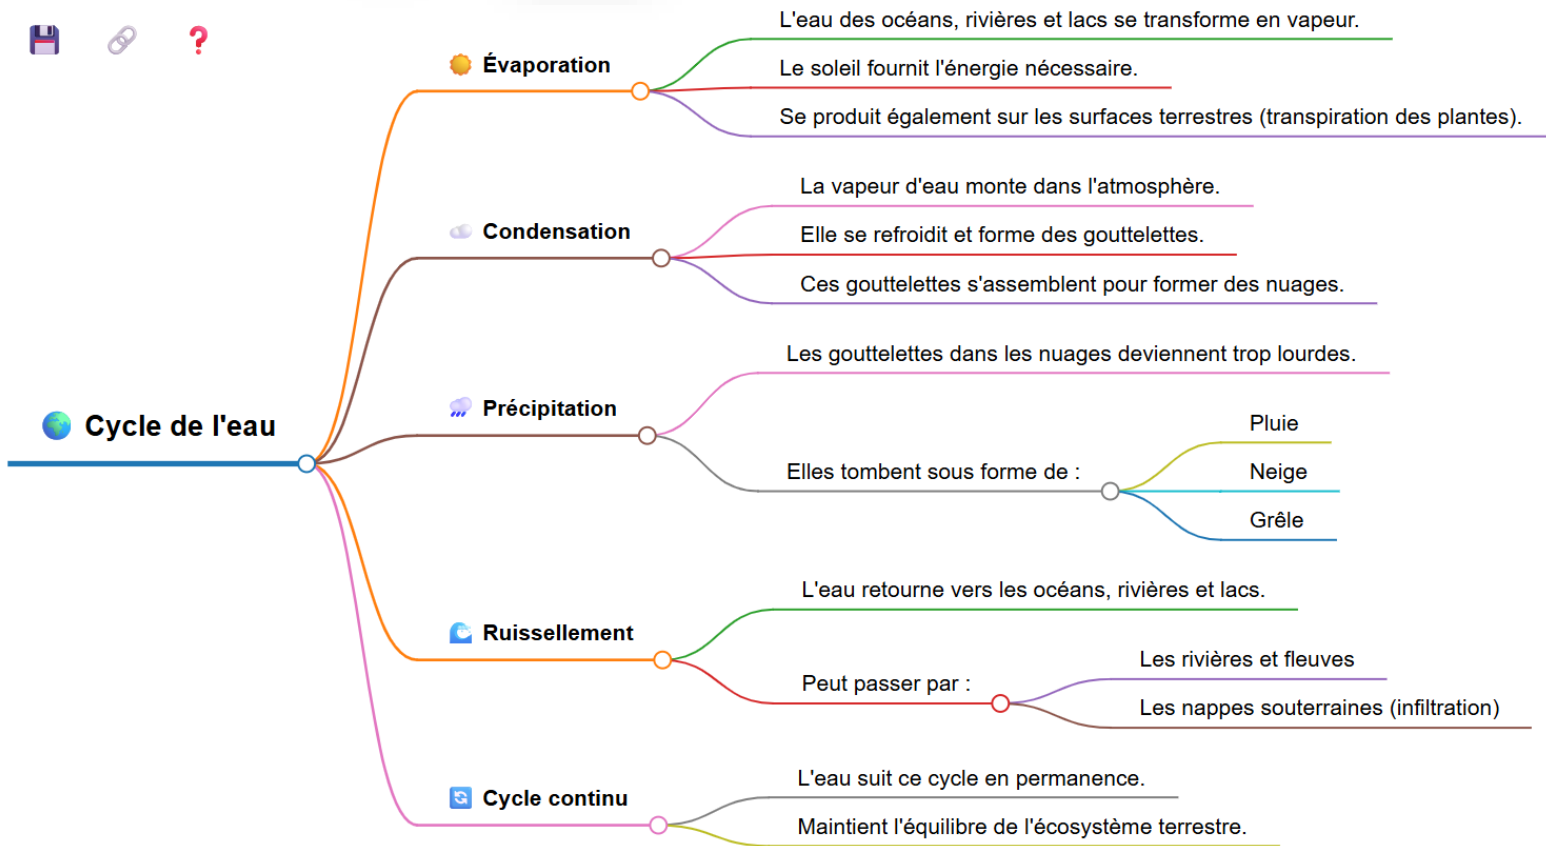 Cycle de l'eau
Évaporation
L'eau des océans, rivières et lacs se transforme en vapeur.
Le soleil fournit l'énergie nécessaire.
Se produit également sur les surfaces terrestres (transpiration des plantes).
Condensation
La vapeur d'eau monte dans l'atmosphère.
Elle se refroidit et forme des gouttelettes.
Ces gouttelettes s'assemblent pour former des nuages.
Précipitation
Les gouttelettes dans les nuages deviennent trop lourdes.
Elles tombent sous forme de :
Pluie
Neige
Grêle
Ruissellement
L'eau retourne vers les océans, rivières et lacs.
Peut passer par :
Les rivières et fleuves
Les nappes souterraines (infiltration)
Cycle continu
L'eau suit ce cycle en permanence.
Maintient l'équilibre de l'écosystème terrestre.